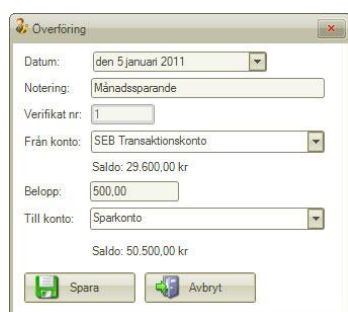 Överföring
Datum: den 5 januari 2011
Notering: Månadssparande
Verifikat nr: 1
Från konto: SEB Transaktionskonto
Saldo: 29.600,00 kr
Belopp: 500,00
Till konto: Sparkonto
Saldo: 50.500,00 kr
Spara Avbryt